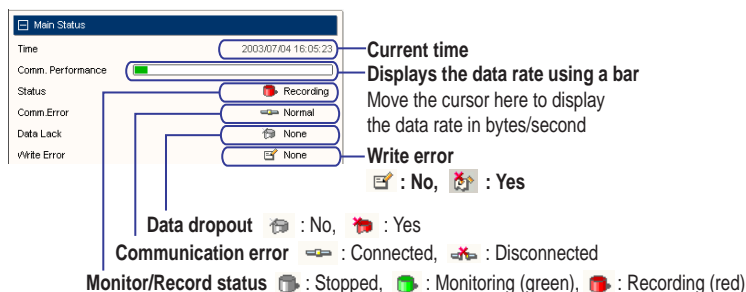 Main Status
Time 2003/07/04 16:05:23
Current time
Comm. Performance
Displays the data rate using a bar
Move the cursor here to display
the data rate in bytes/second
Status Recording
Comm.Error Normal
Data Lack None
Write Error None
Write error
: No, : Yes
Data dropout : No, : Yes
Communication error : Connected, : Disconnected
Monitor/Record status : Stopped, : Monitoring (green), : Recording (red)